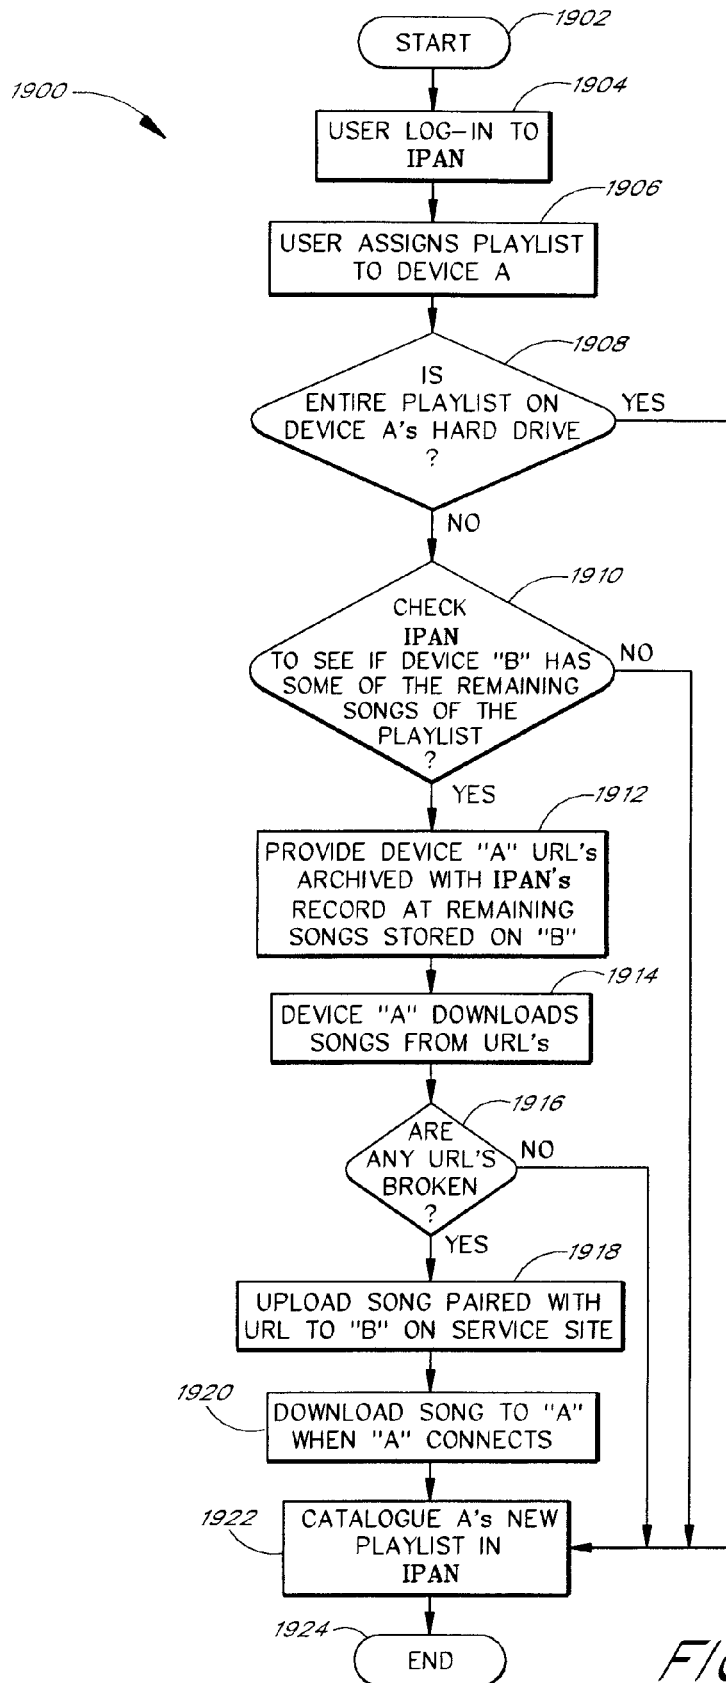 1902
START
1900
1904
USER LOG-IN TO
IPAN
1906
USER ASSIGNS PLAYLIST
TO DEVICE A
1908
IS
ENTIRE PLAYLIST ON
DEVICE A's HARD DRIVE
?
YES
NO
1910
CHECK
IPAN
TO SEE IF DEVICE "B" HAS
SOME OF THE REMAINING
SONGS OF THE
PLAYLIST
?
NO
YES
1912
PROVIDE DEVICE "A" URL's
ARCHIVED WITH IPAN's
RECORD AT REMAINING
SONGS STORED ON "B"
1914
DEVICE "A" DOWNLOADS
SONGS FROM URL's
1916
ARE
ANY URL'S
BROKEN
?
NO
YES
1918
UPLOAD SONG PAIRED WITH
URL TO "B" ON SERVICE SITE
1920
DOWNLOAD SONG TO "A"
WHEN "A" CONNECTS
1922
CATALOGUE A's NEW
PLAYLIST IN
IPAN
1924
END